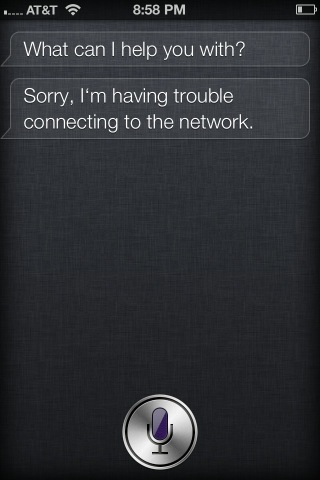 AT&T 8:58 PM
What can I help you with?
Sorry, I'm having trouble
connecting to the network.